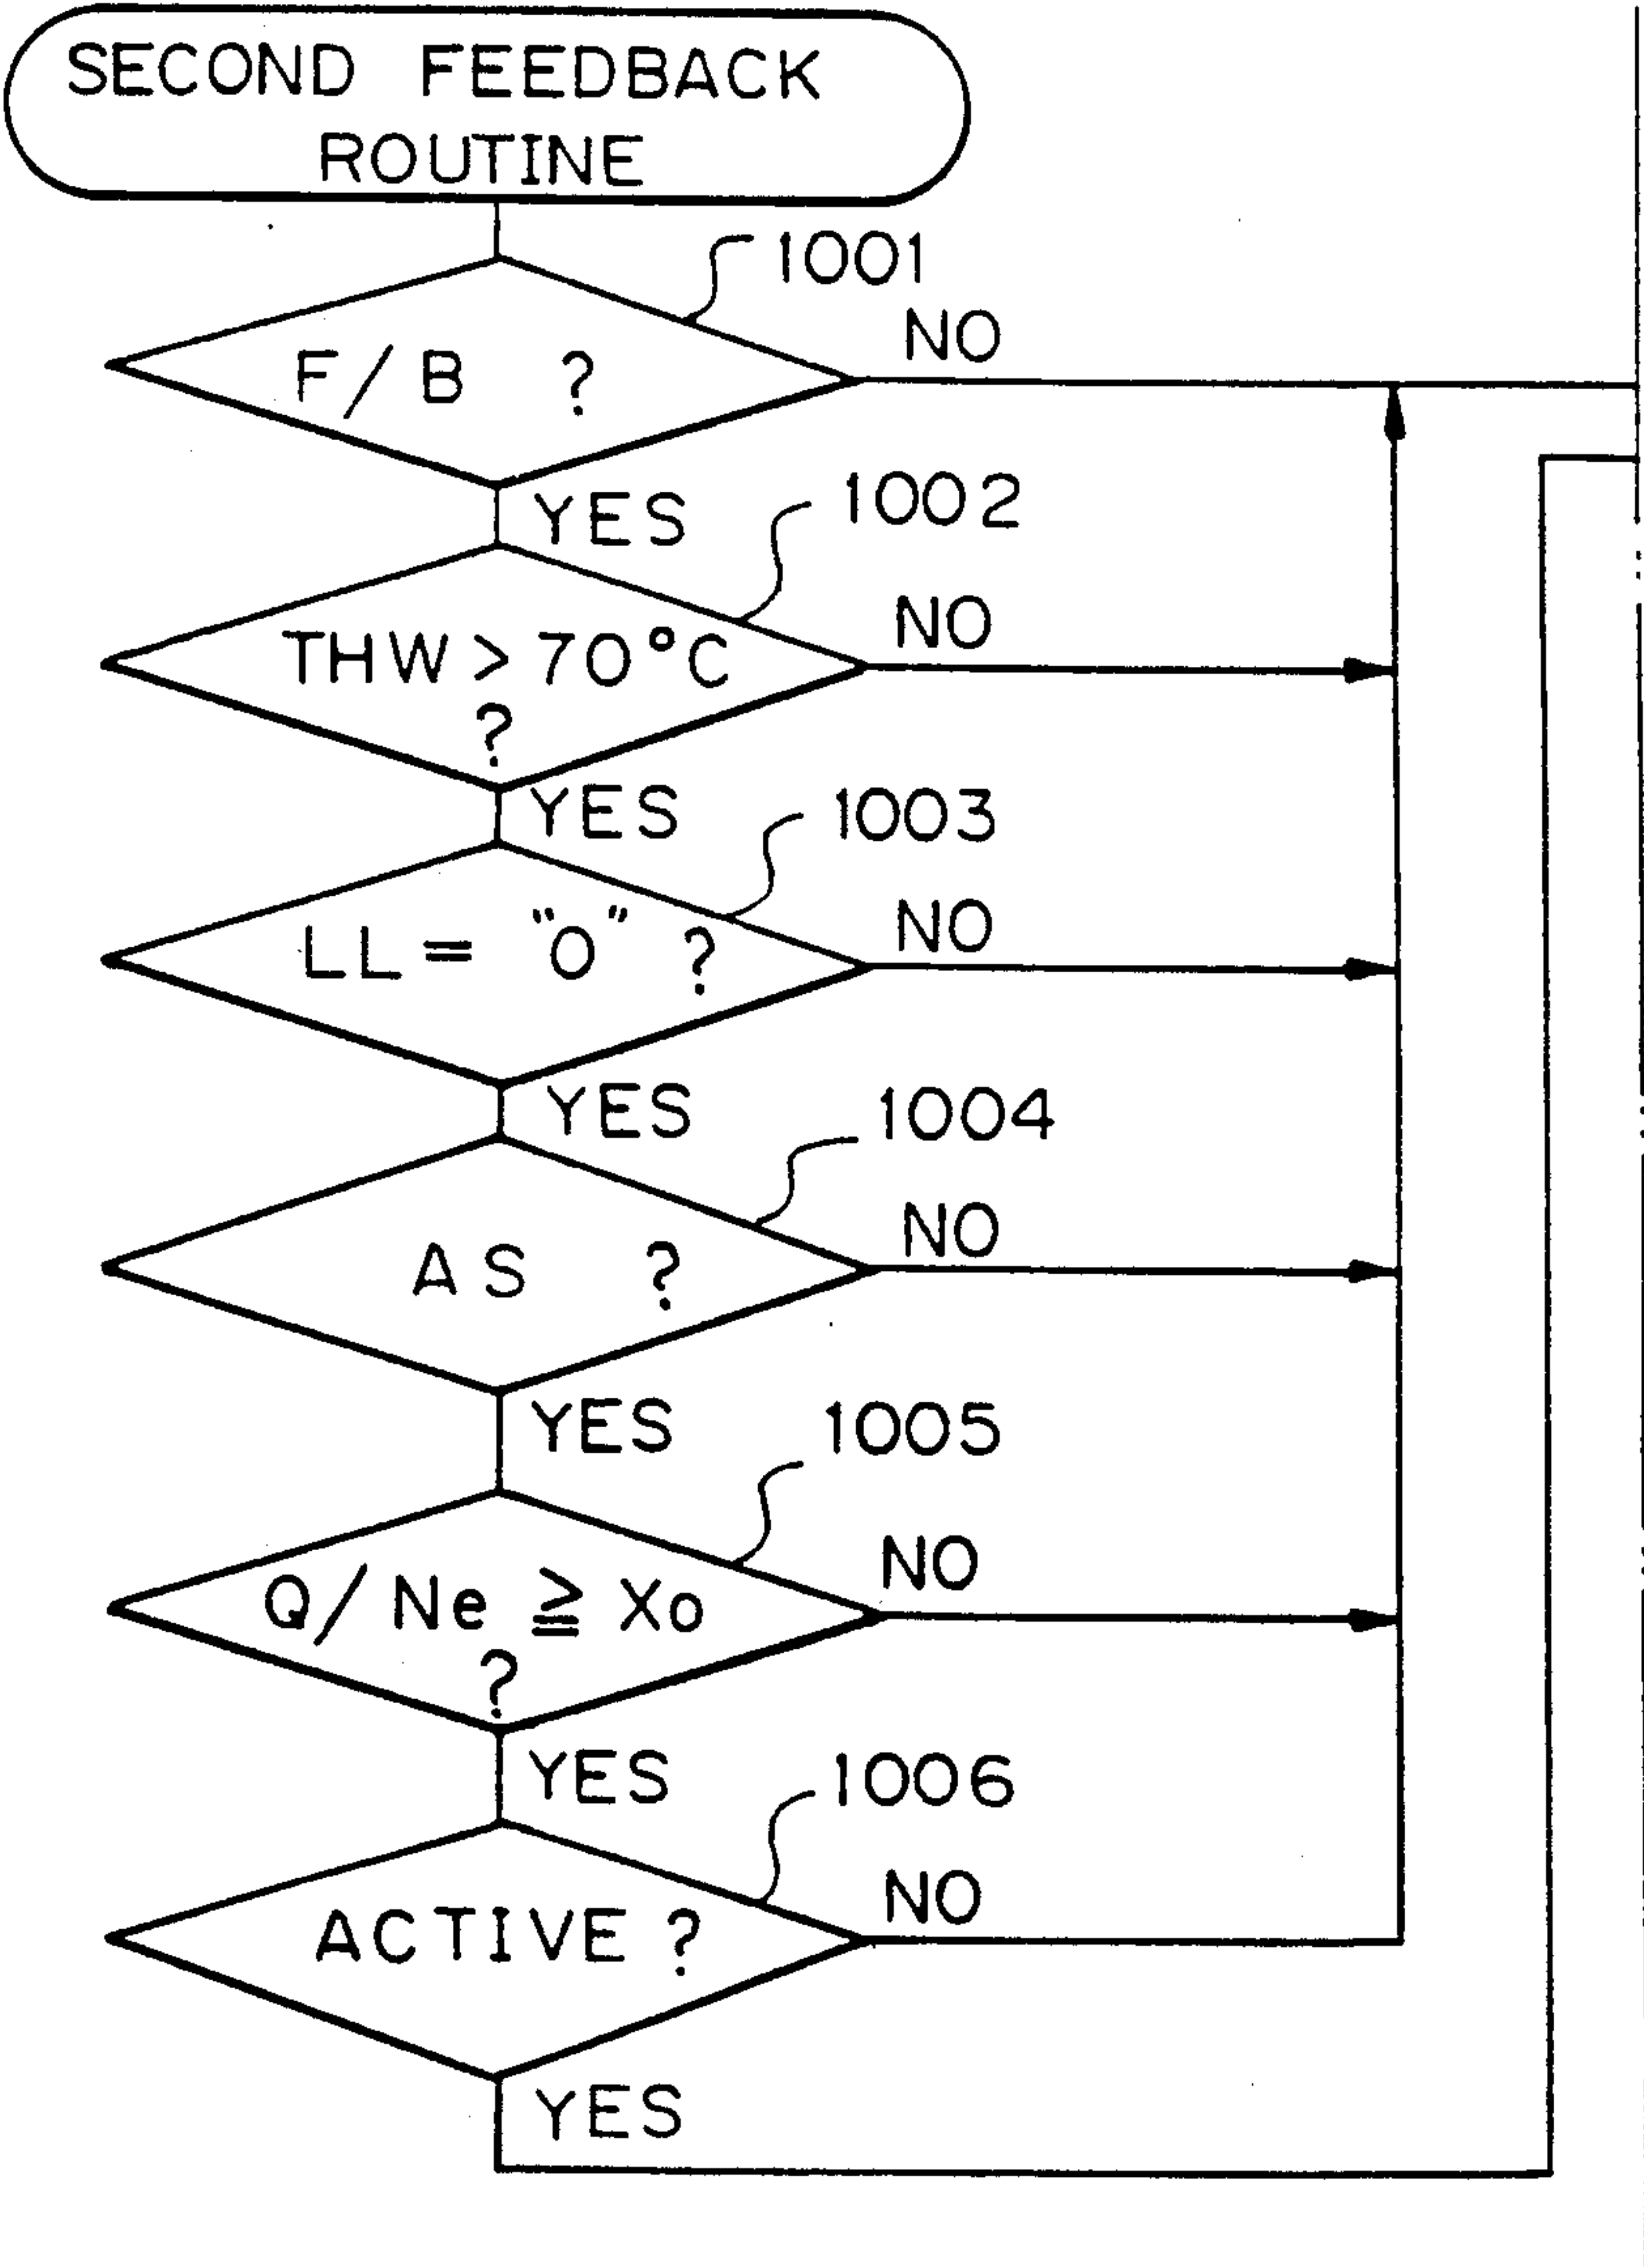 SECOND FEEDBACK
ROUTINE
1001
F/B ?
NO
YES
1002
THW > 70°C
?
NO
YES
1003
LL = "0" ?
NO
YES
1004
AS ?
NO
YES
1005
Q/Ne ≧ Xo
?
NO
YES
1006
ACTIVE ?
NO
YES